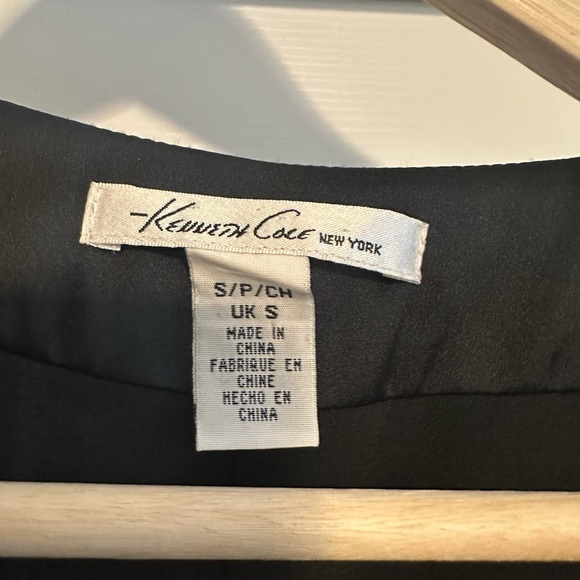 Kenneth Cole NEW YORK
S/P/CH
UK S
MADE IN
CHINA
FABRIQUE EN
CHINE
HECHO EN
CHINA